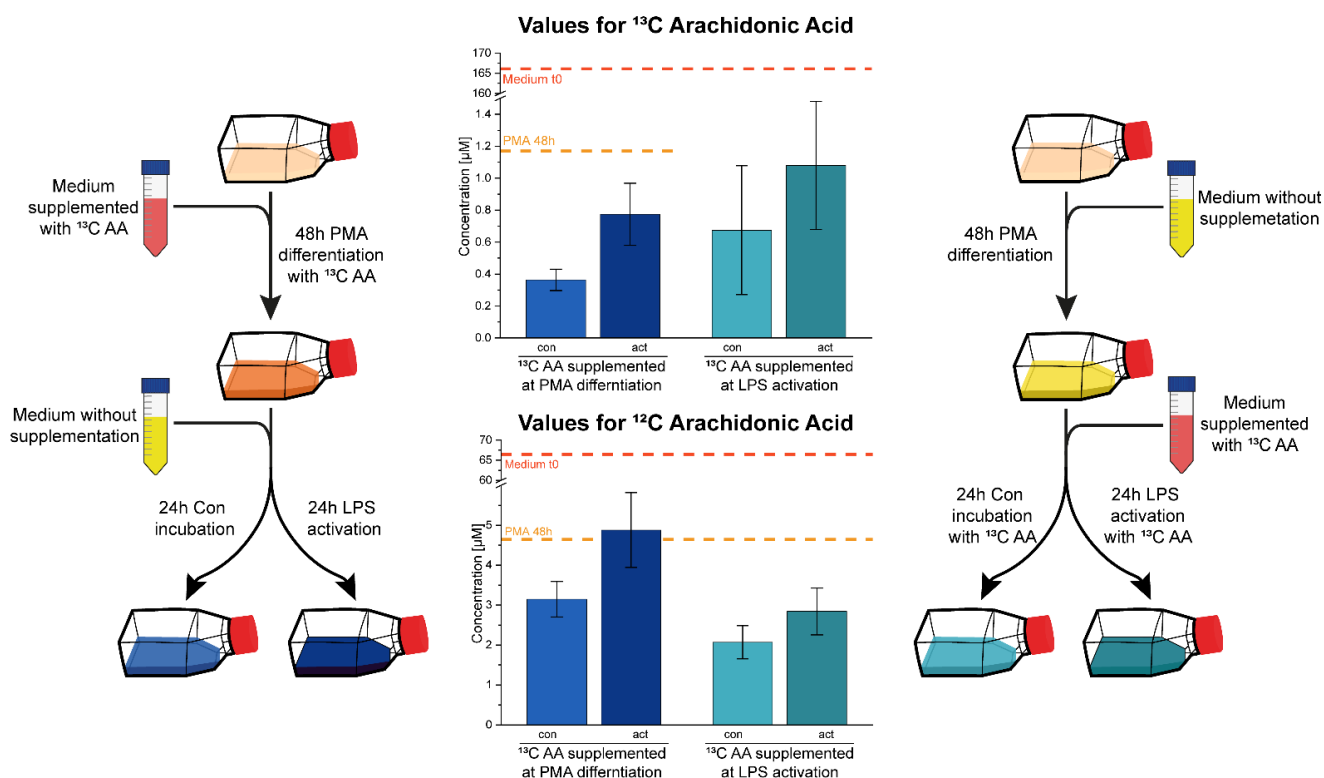 Values for ¹³C Arachidonic Acid
170
165
160
1.4
1.2
1.0
0.8
0.6
0.4
0.2
0.0
Concentration [µM]
Medium t0
PMA 48h
con
act
con
act
¹³C AA supplemented
at PMA differntiation
¹³C AA supplemented
at LPS activation
Values for ¹²C Arachidonic Acid
70
65
60
5
4
3
2
1
0
Concentration [µM]
Medium t0
PMA 48h
con
act
con
act
¹³C AA supplemented
at PMA differntiation
¹³C AA supplemented
at LPS activation
Medium
supplemented
with ¹³C AA
48h PMA
differentiation
with ¹³C AA
Medium without
supplementation
24h Con
incubation
24h LPS
activation
Medium without
supplemetation
48h PMA
differentiation
Medium
supplemented
with ¹³C AA
24h Con
incubation
with ¹³C AA
24h LPS
activation
with ¹³C AA